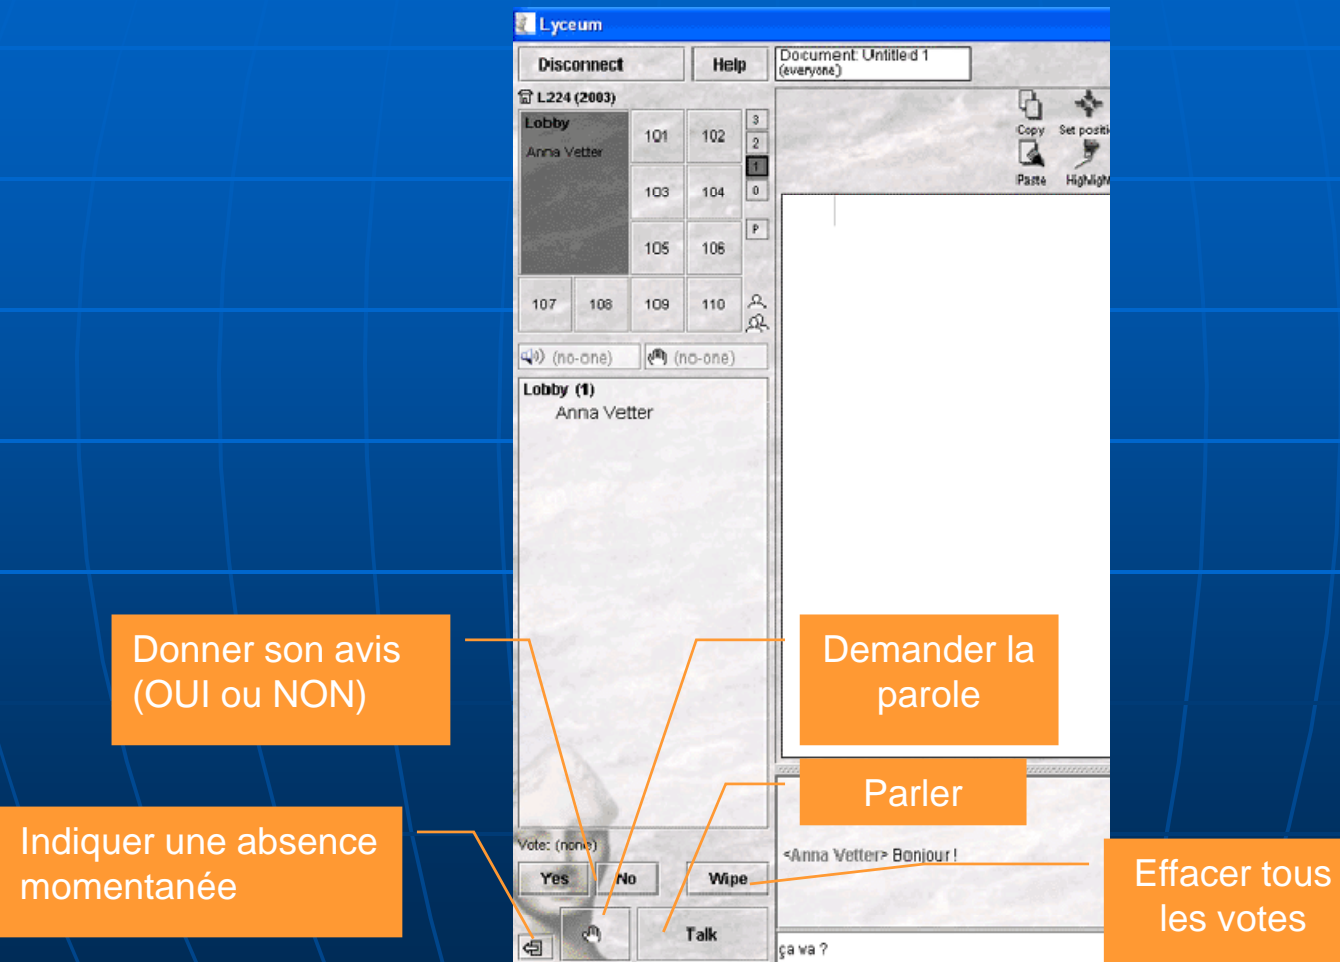 Lyceum
Disconnect
Help
Document: Untitled 1
(everyone)
L224 (2003)
Lobby
Anna Vetter
101
102
103
104
105
106
107
108
109
110
3
2
1
0
P
Copy
Set positi
Paste
Highligh
(no-one)
(no-one)
Lobby (1)
Anna Vetter
Donner son avis
(OUI ou NON)
Demander la
parole
Parler
Indiquer une absence
momentanée
Effacer tous
les votes
Vote: (none)
Yes
No
Wipe
Talk
<Anna Vetter> Bonjour !
ça va ?